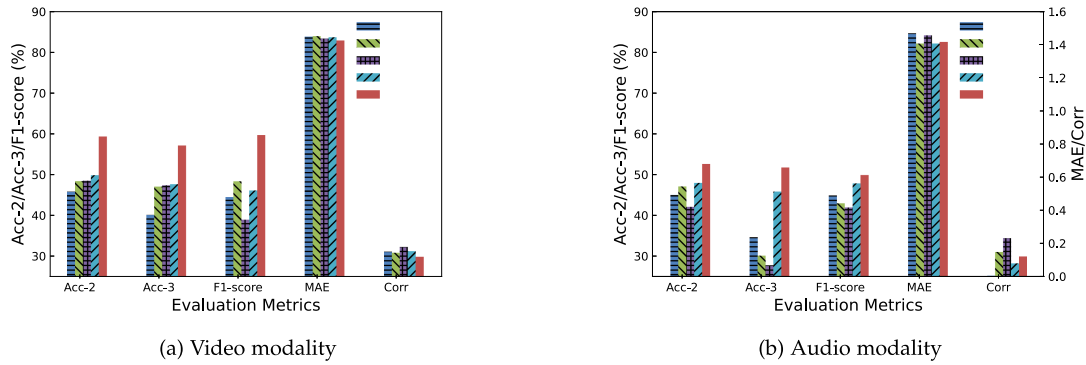 90
80
70
60
50
40
30
Acc-2/Acc-3/F1-score (%)
Acc-2 Acc-3 F1-score MAE Corr
Evaluation Metrics
(a) Video modality
90
80
70
60
50
40
30
Acc-2/Acc-3/F1-score (%)
1.6
1.4
1.2
1.0
0.8
0.6
0.4
0.2
0.0
MAE/Corr
Acc-2 Acc-3 F1-score MAE Corr
Evaluation Metrics
(b) Audio modality